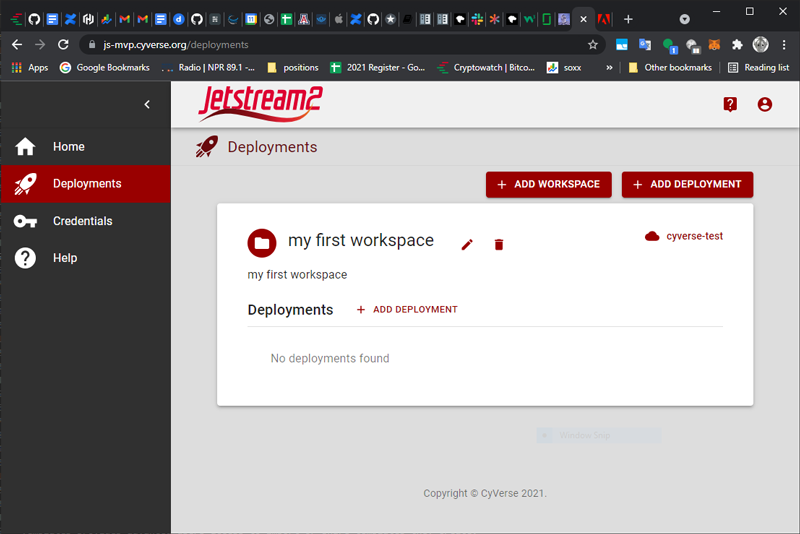 js-mvp.cyverse.org/deployments
Apps
Google Bookmarks
Radio | NPR 89.1 -...
positions
2021 Register - Go...
Cryptowatch | Bitco...
soxx
»
Other bookmarks
Reading list
Jetstream2
Home
Deployments
Credentials
Help
Deployments
+ ADD WORKSPACE
+ ADD DEPLOYMENT
my first workspace
cyverse-test
my first workspace
Deployments
+ ADD DEPLOYMENT
No deployments found
Window Snip
Copyright © CyVerse 2021.